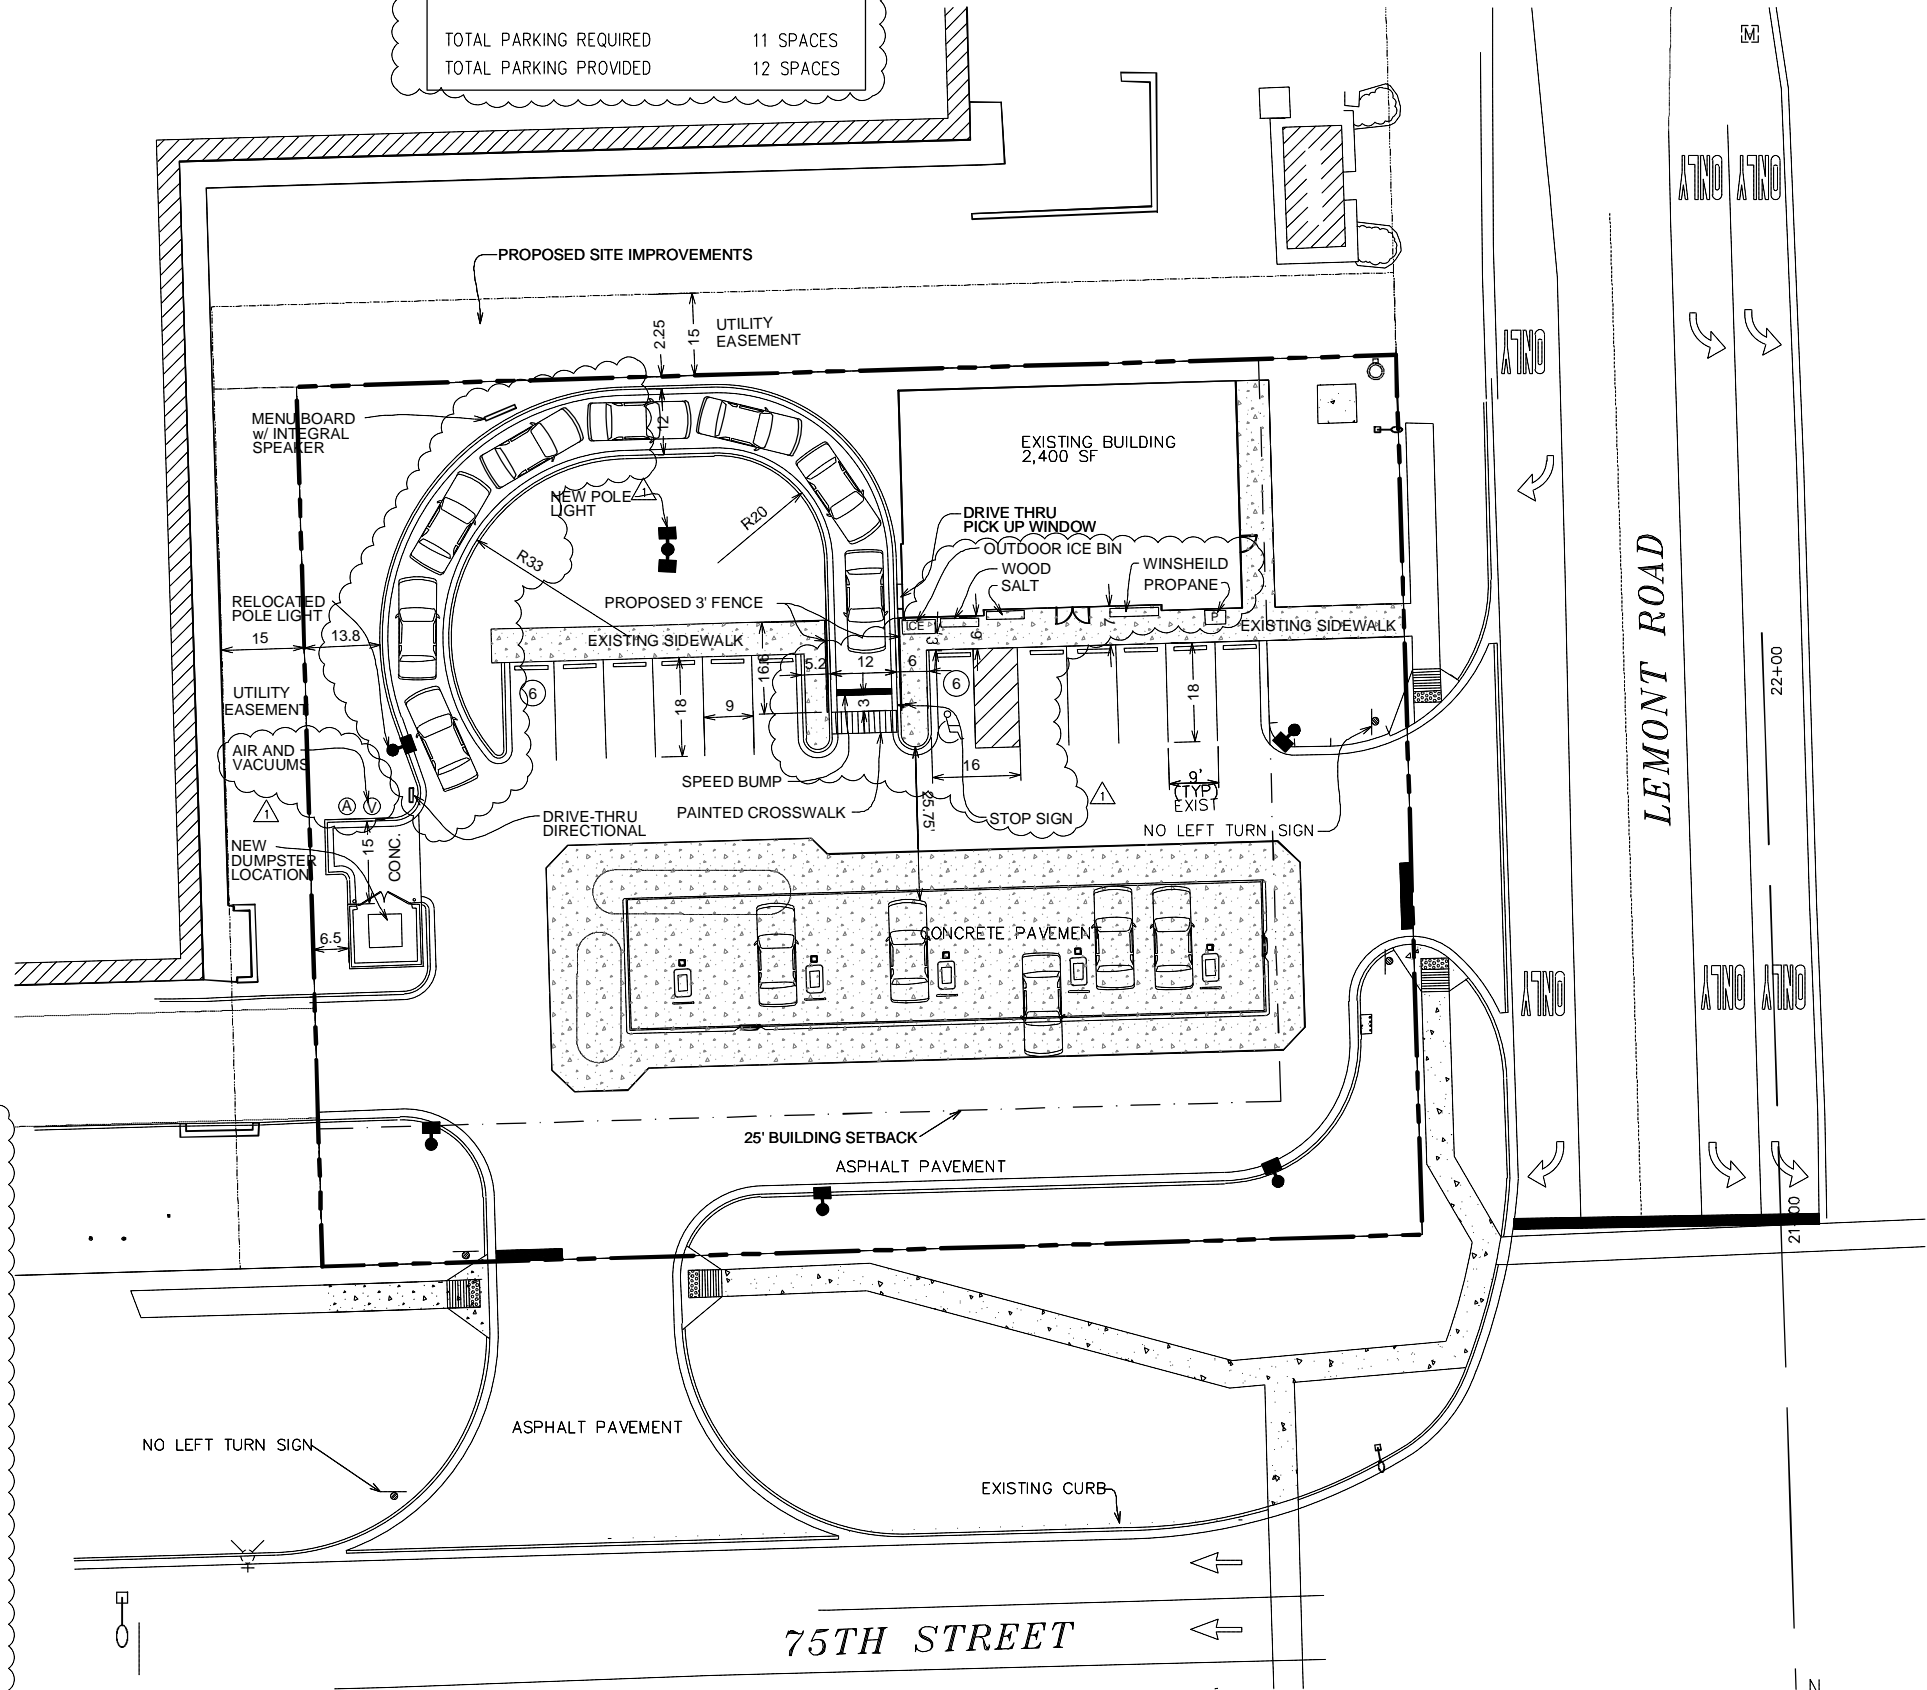 TOTAL PARKING REQUIRED 11 SPACES
TOTAL PARKING PROVIDED 12 SPACES
M
ONLY
ONLY
PROPOSED SITE IMPROVEMENTS
2.25
15
UTILITY
EASEMENT
ONLY
MENU BOARD
w/ INTEGRAL
SPEAKER
12
EXISTING BUILDING
2,400 SF
NEW POLE
LIGHT
1
R20
R33
DRIVE THRU
PICK UP WINDOW
OUTDOOR ICE BIN
WOOD
SALT
WINSHEILD
PROPANE
RELOCATED
POLE LIGHT
PROPOSED 3' FENCE
ICE
P
15
13.8
EXISTING SIDEWALK
EXISTING SIDEWALK
3
6
7
16.6
5.2
12
6
6
6
18
9
3
18
UTILITY
EASEMENT
AIR AND
VACUUMS
1
A
V
SPEED BUMP
16
9'
(TYP)
EXIST
1
PAINTED CROSSWALK
STOP SIGN
25.75'
DRIVE-THRU
DIRECTIONAL
NO LEFT TURN SIGN
NEW
DUMPSTER
LOCATION
15
CONC.
6.5
CONCRETE PAVEMENT
LEMONT ROAD
22+00
ONLY
ONLY
ONLY
25' BUILDING SETBACK
ASPHALT PAVEMENT
ASPHALT PAVEMENT
NO LEFT TURN SIGN
EXISTING CURB
75TH STREET
N